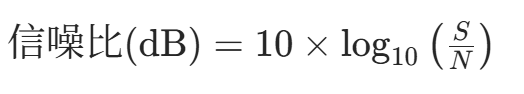 信噪比(dB) = 10 × log₁₀ (S/N)